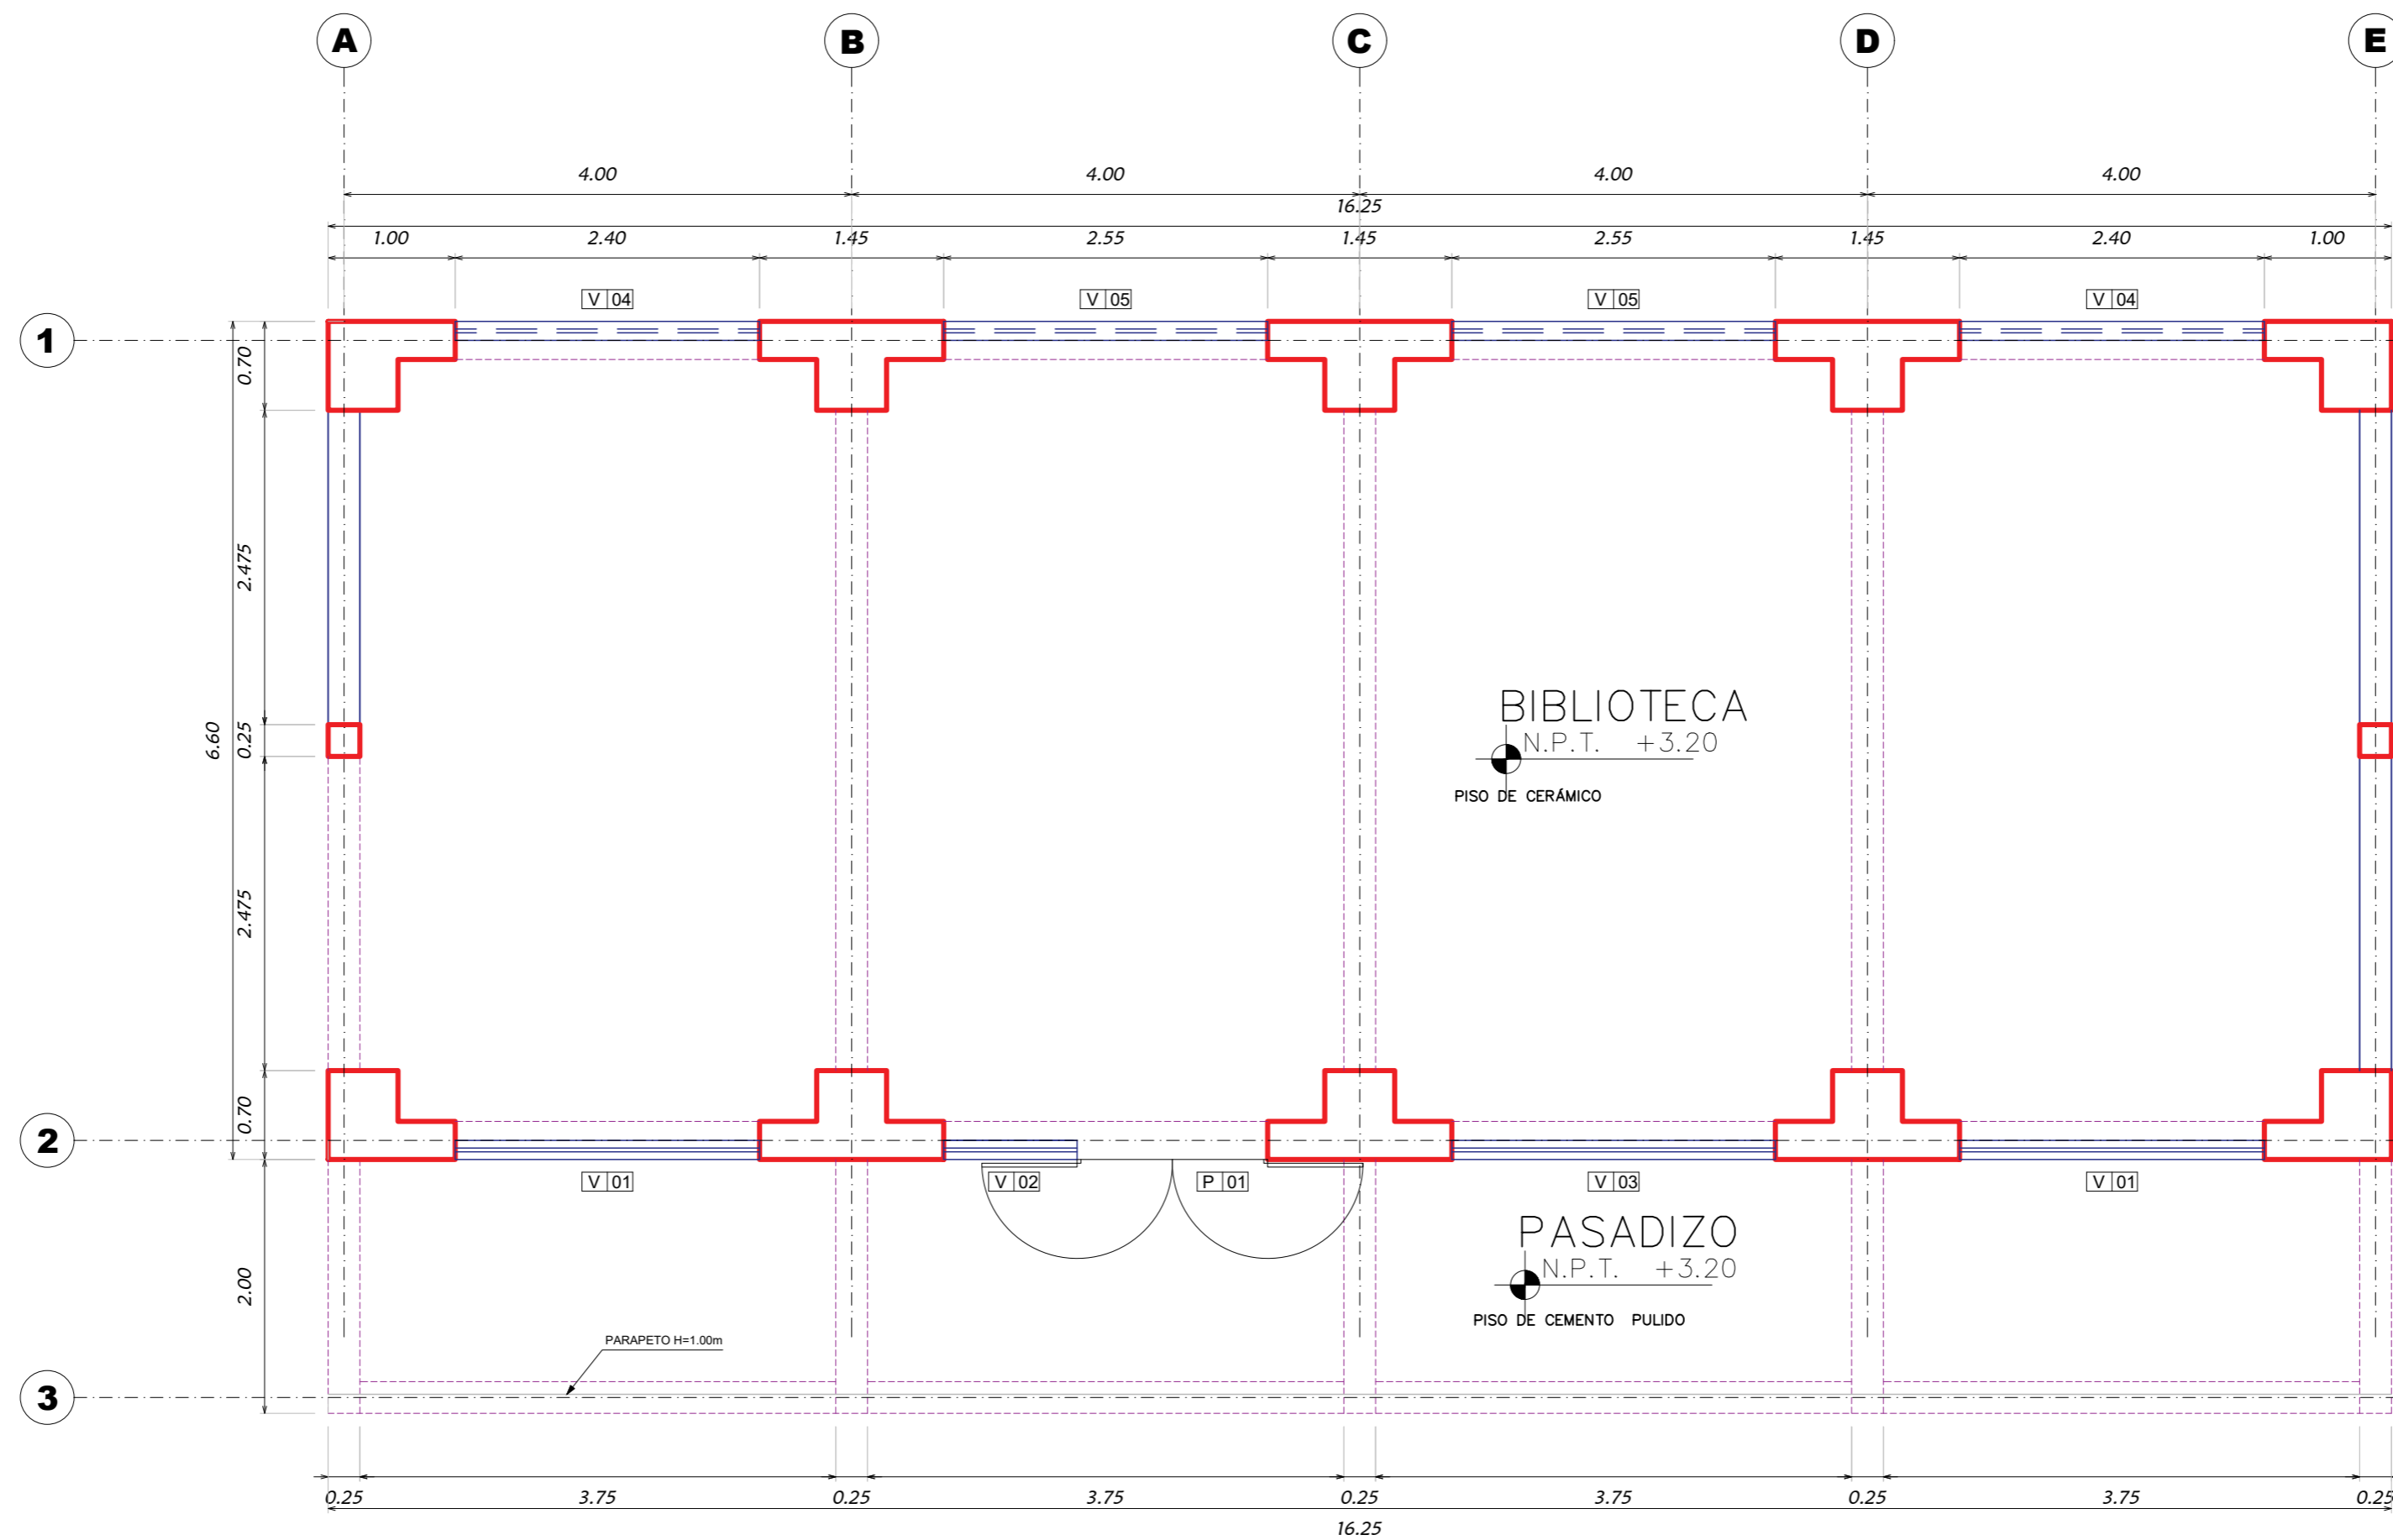 A B C D E
4.00 4.00 4.00 4.00
16.25
1.00 2.40 1.45 2.55 1.45 2.55 1.45 2.40 1.00
V 04 V 05 V 05 V 04
1
0.70
2.475
6.60
0.25
BIBLIOTECA
N.P.T. +3.20
PISO DE CERÁMICO
2.475
0.70
2
V 01 V 02 P 01 V 03 V 01
PASADIZO
N.P.T. +3.20
PISO DE CEMENTO PULIDO
2.00
PARAPETO H=1.00m
3
0.25 3.75 0.25 3.75 0.25 3.75 0.25 3.75 0.25
16.25